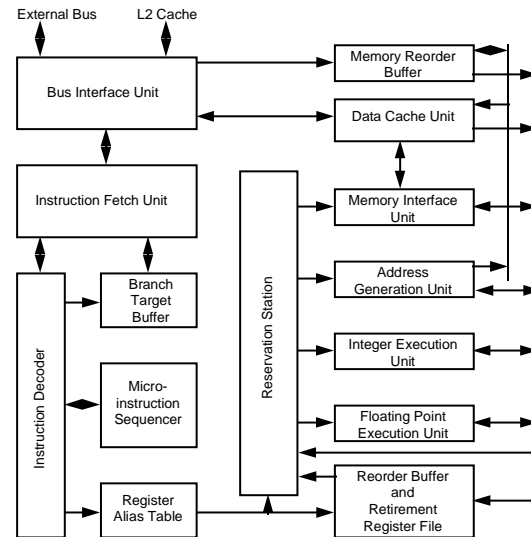 External Bus
L2 Cache
Bus Interface Unit
Memory Reorder
Buffer
Data Cache Unit
Instruction Fetch Unit
Memory Interface
Unit
Branch
Target
Buffer
Address
Generation Unit
Reservation Station
Instruction Decoder
Micro-
instruction
Sequencer
Integer Execution
Unit
Floating Point
Execution Unit
Register
Alias Table
Reorder Buffer
and
Retirement
Register File